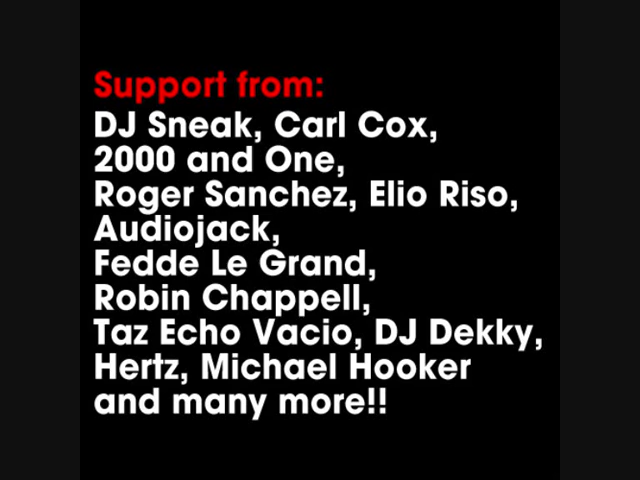 Support from:
DJ Sneak, Carl Cox,
2000 and One,
Roger Sanchez, Elio Riso,
Audiojack,
Fedde Le Grand,
Robin Chappell,
Taz Echo Vacio, DJ Dekky,
Hertz, Michael Hooker
and many more!!